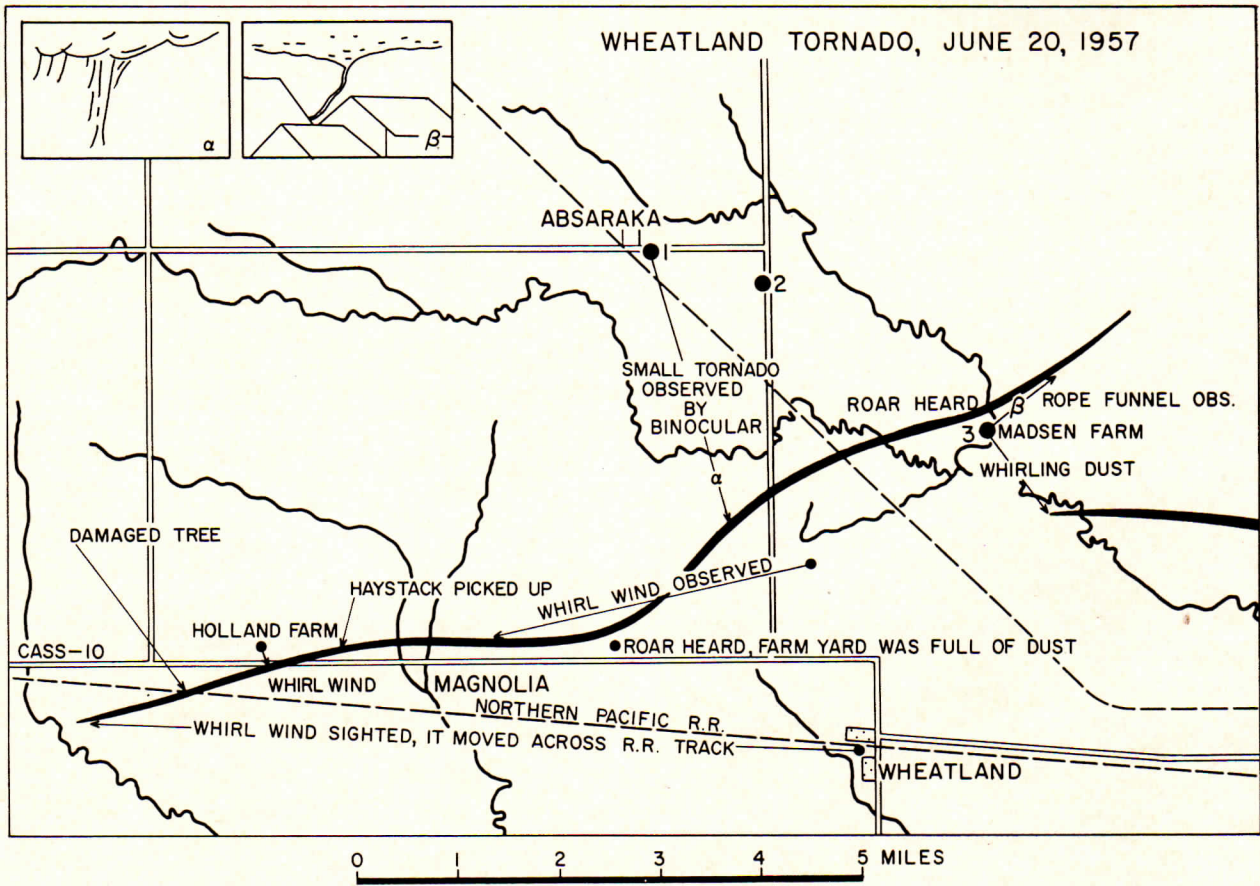 WHEATLAND TORNADO, JUNE 20, 1957
α
β
ABSARAKA
1
2
SMALL TORNADO
OBSERVED
BY
BINOCULAR
α
ROAR HEARD
β
ROPE FUNNEL OBS.
3
MADSEN FARM
WHIRLING DUST
DAMAGED TREE
HAYSTACK PICKED UP
WHIRL WIND OBSERVED
HOLLAND FARM
ROAR HEARD, FARM YARD WAS FULL OF DUST
CASS-10
WHIRL WIND
MAGNOLIA
NORTHERN PACIFIC R.R.
WHIRL WIND SIGHTED, IT MOVED ACROSS R.R. TRACK
WHEATLAND
0 1 2 3 4 5 MILES